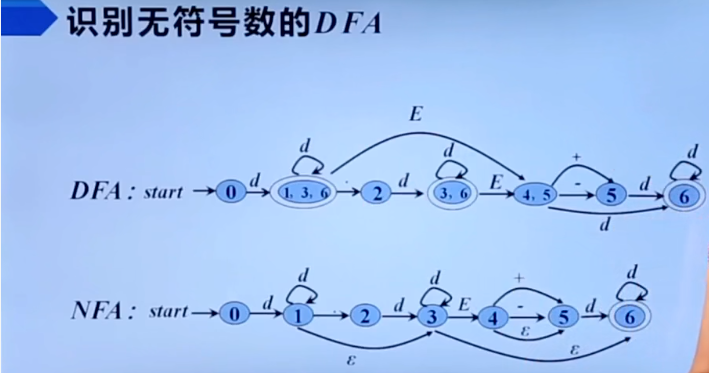 识别无符号数的DFA
E
d d + d
DFA: start 0 d 1, 3, 6 . 2 d 3, 6 E 4, 5 - 5 d 6
d
d d + d
NFA: start 0 d 1 2 d 3 E 4 - 5 d 6
ε ε ε